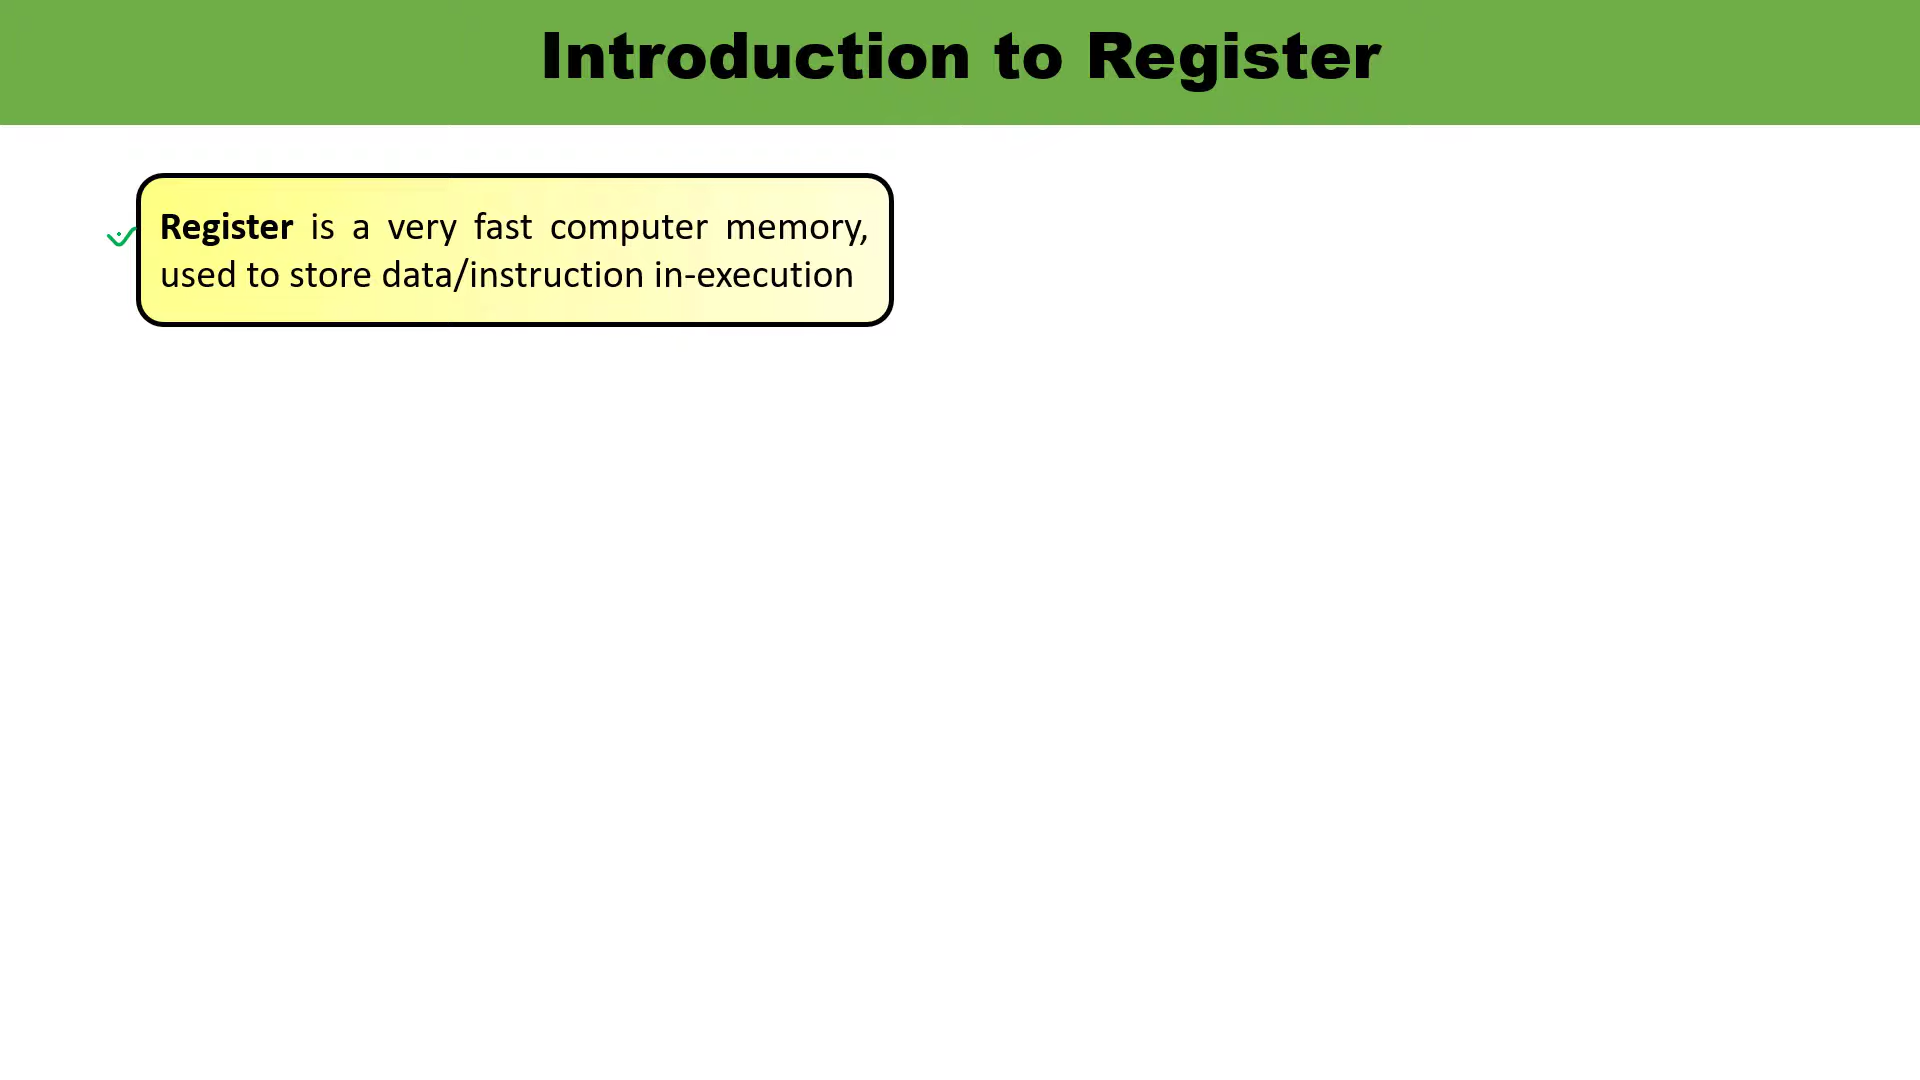 Introduction to Register
Register is a very fast computer memory,
used to store data/instruction in-execution